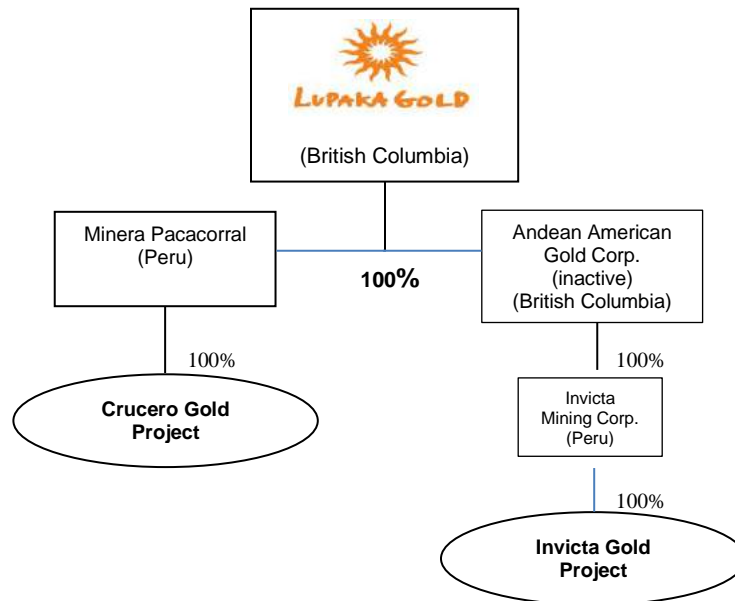 LUPAKA GOLD
(British Columbia)
Minera Pacacorral
(Peru)
100%
Andean American
Gold Corp.
(inactive)
(British Columbia)
100%
100%
Crucero Gold
Project
Invicta
Mining Corp.
(Peru)
100%
Invicta Gold
Project